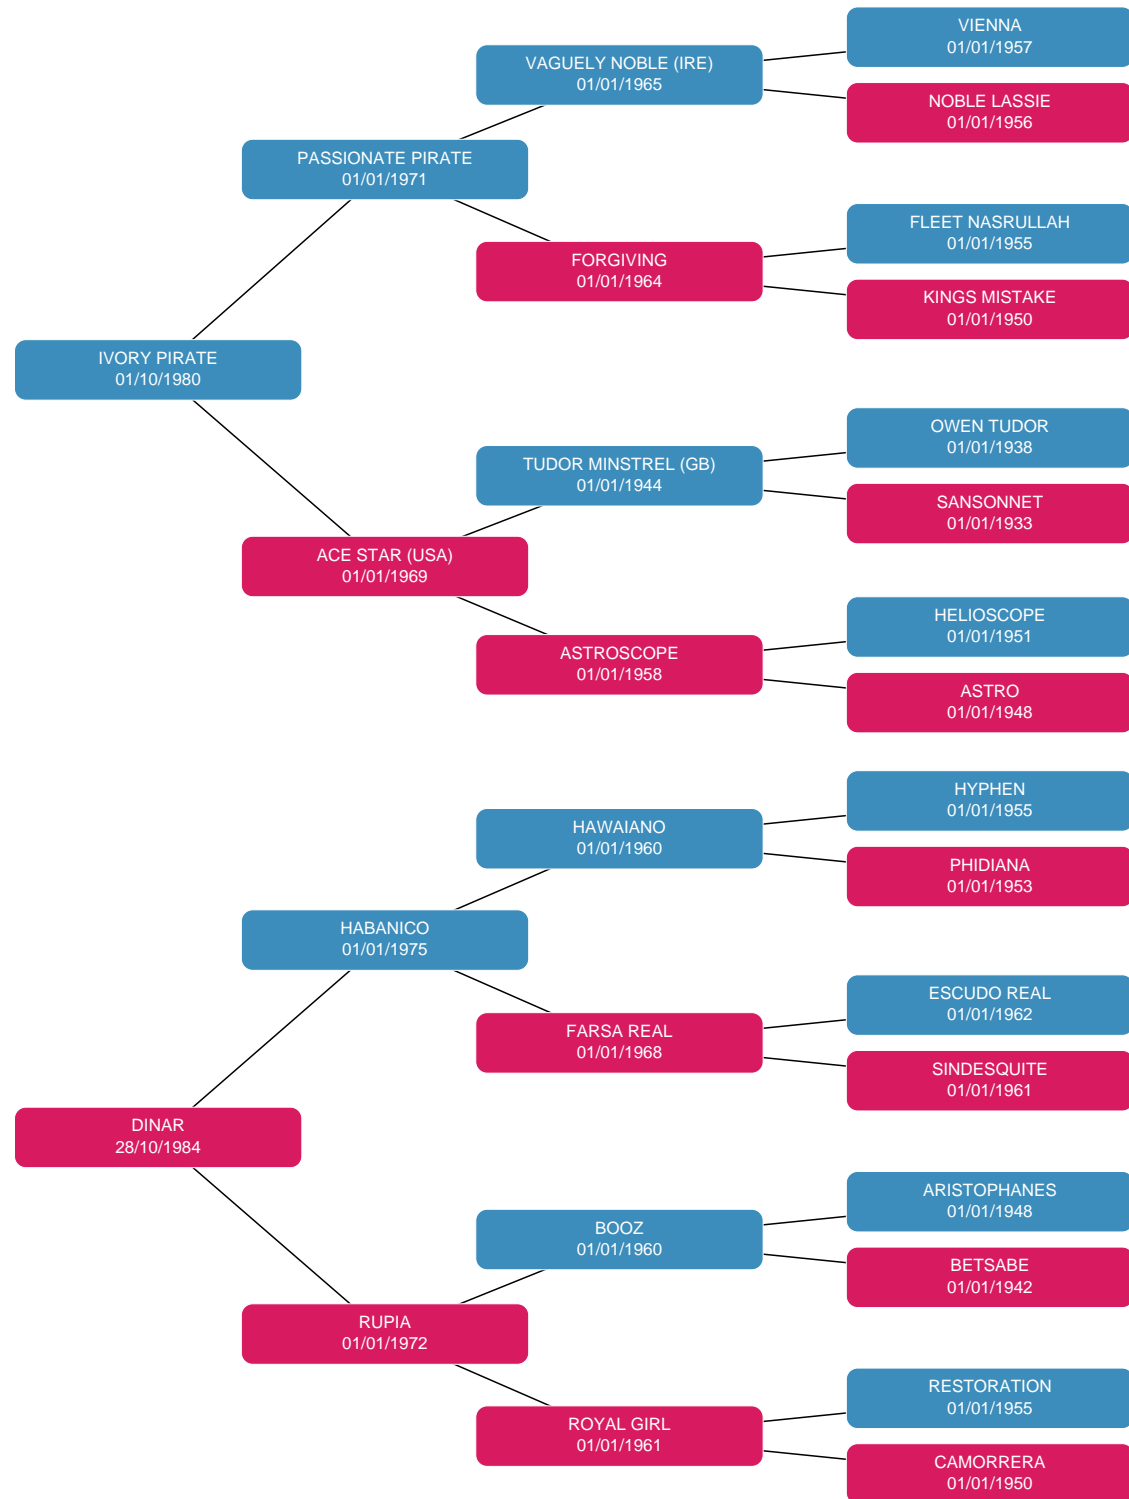 VIENNA
01/01/1957
VAGUELY NOBLE (IRE)
01/01/1965
NOBLE LASSIE
01/01/1956
PASSIONATE PIRATE
01/01/1971
FLEET NASRULLAH
01/01/1955
FORGIVING
01/01/1964
KINGS MISTAKE
01/01/1950
IVORY PIRATE
01/10/1980
OWEN TUDOR
01/01/1938
TUDOR MINSTREL (GB)
01/01/1944
SANSONNET
01/01/1933
ACE STAR (USA)
01/01/1969
HELIOSCOPE
01/01/1951
ASTROSCOPE
01/01/1958
ASTRO
01/01/1948
HYPHEN
01/01/1955
HAWAIANO
01/01/1960
PHIDIANA
01/01/1953
HABANICO
01/01/1975
ESCUDO REAL
01/01/1962
FARSA REAL
01/01/1968
SINDESQUITE
01/01/1961
DINAR
28/10/1984
ARISTOPHANES
01/01/1948
BOOZ
01/01/1960
BETSABE
01/01/1942
RUPIA
01/01/1972
RESTORATION
01/01/1955
ROYAL GIRL
01/01/1961
CAMORRERA
01/01/1950